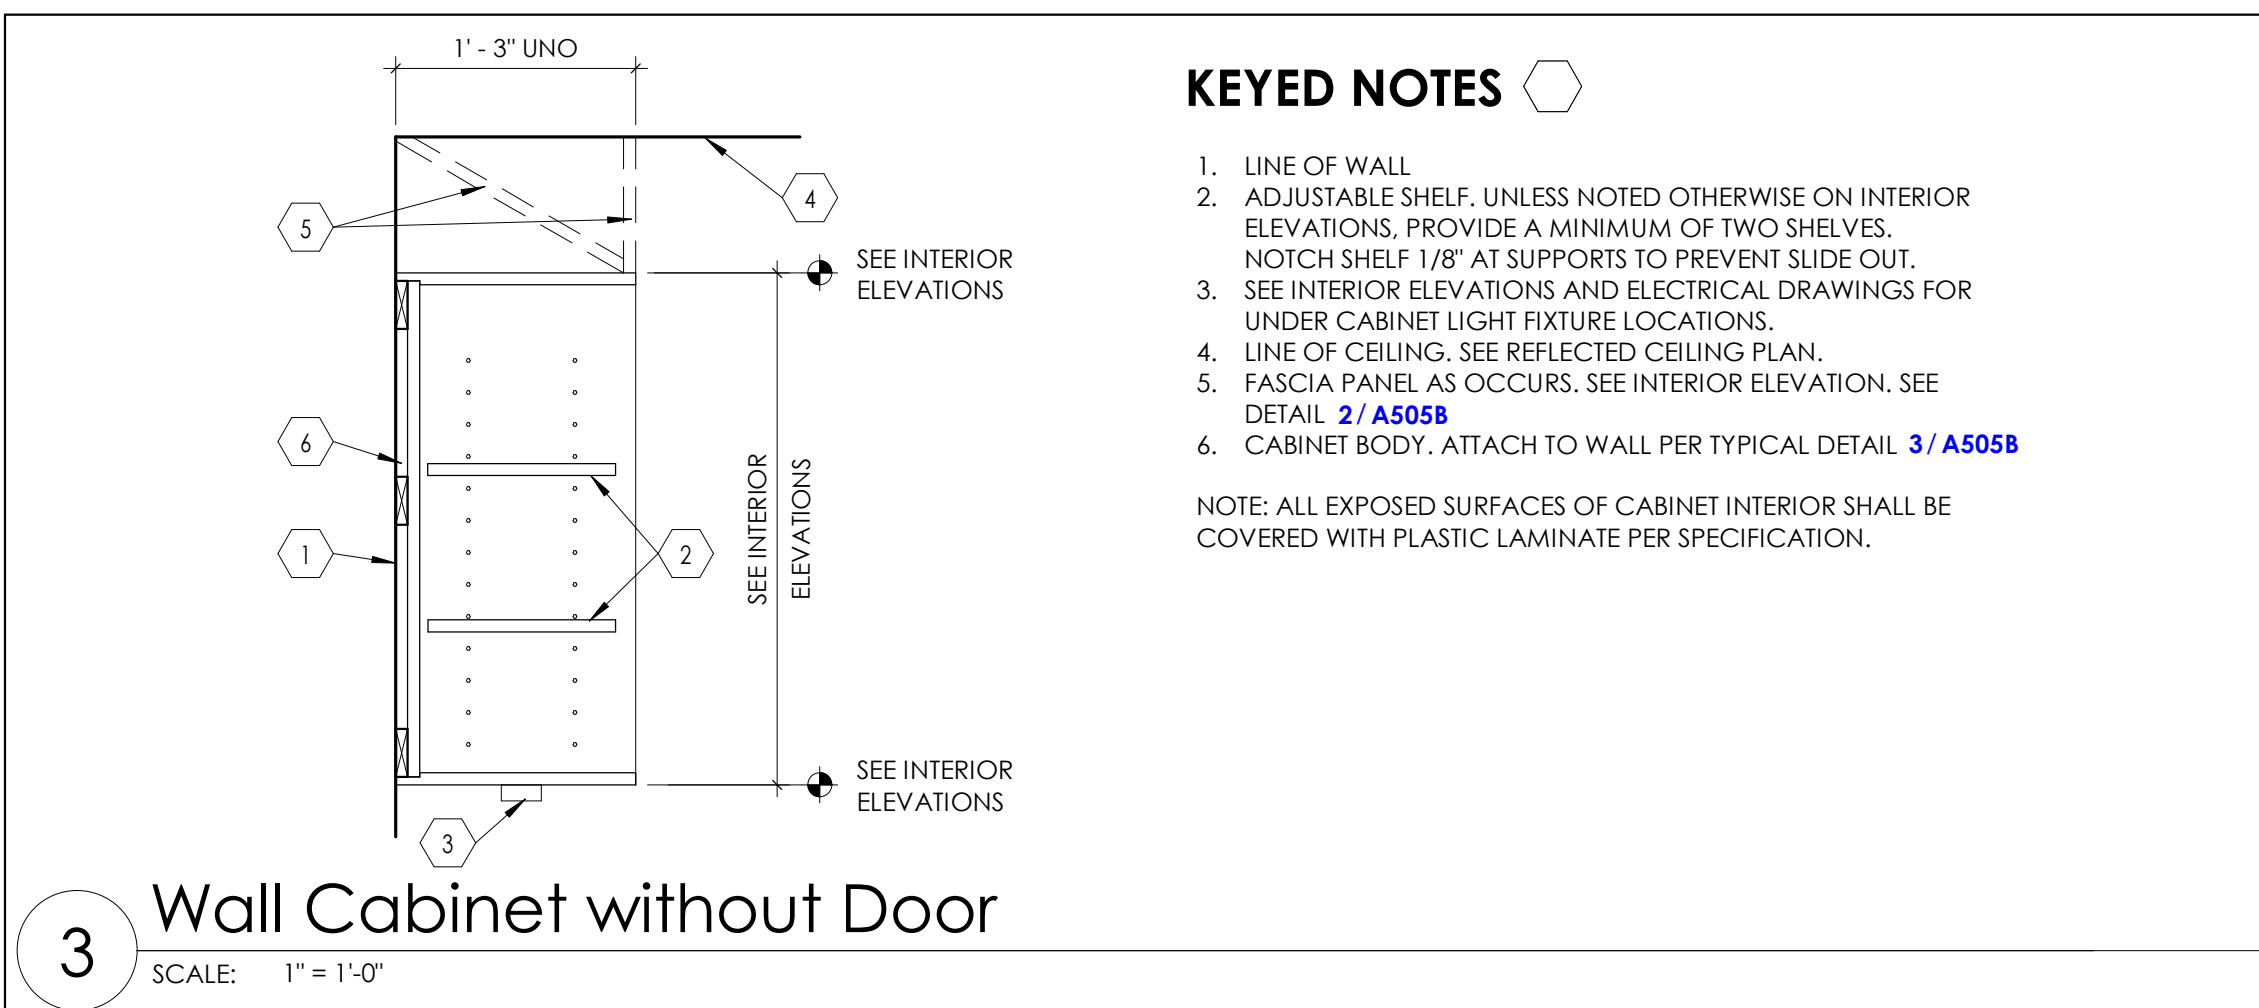 1' - 3" UNO
5
4
SEE INTERIOR
ELEVATIONS
6
1
2
SEE INTERIOR
ELEVATIONS
SEE INTERIOR
ELEVATIONS
3
3
Wall Cabinet without Door
SCALE: 1" = 1'-0"
KEYED NOTES
1. LINE OF WALL
2. ADJUSTABLE SHELF. UNLESS NOTED OTHERWISE ON INTERIOR
ELEVATIONS, PROVIDE A MINIMUM OF TWO SHELVES.
NOTCH SHELF 1/8" AT SUPPORTS TO PREVENT SLIDE OUT.
3. SEE INTERIOR ELEVATIONS AND ELECTRICAL DRAWINGS FOR
UNDER CABINET LIGHT FIXTURE LOCATIONS.
4. LINE OF CEILING. SEE REFLECTED CEILING PLAN.
5. FASCIA PANEL AS OCCURS. SEE INTERIOR ELEVATION. SEE
DETAIL 2/ A505B
6. CABINET BODY. ATTACH TO WALL PER TYPICAL DETAIL 3/ A505B
NOTE: ALL EXPOSED SURFACES OF CABINET INTERIOR SHALL BE
COVERED WITH PLASTIC LAMINATE PER SPECIFICATION.